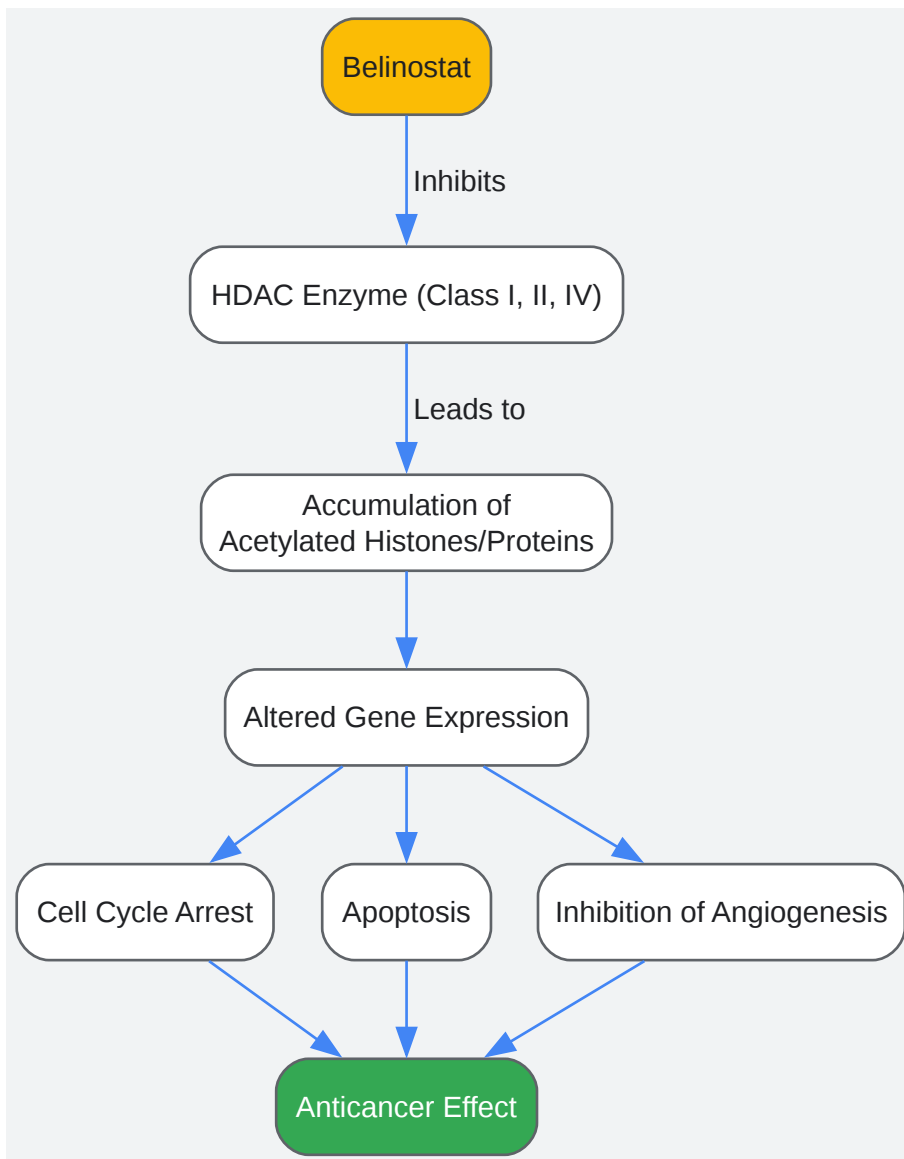 Belinostat
Inhibits
HDAC Enzyme (Class I, II, IV)
Leads to
Accumulation of
Acetylated Histones/Proteins
Altered Gene Expression
Cell Cycle Arrest
Apoptosis
Inhibition of Angiogenesis
Anticancer Effect